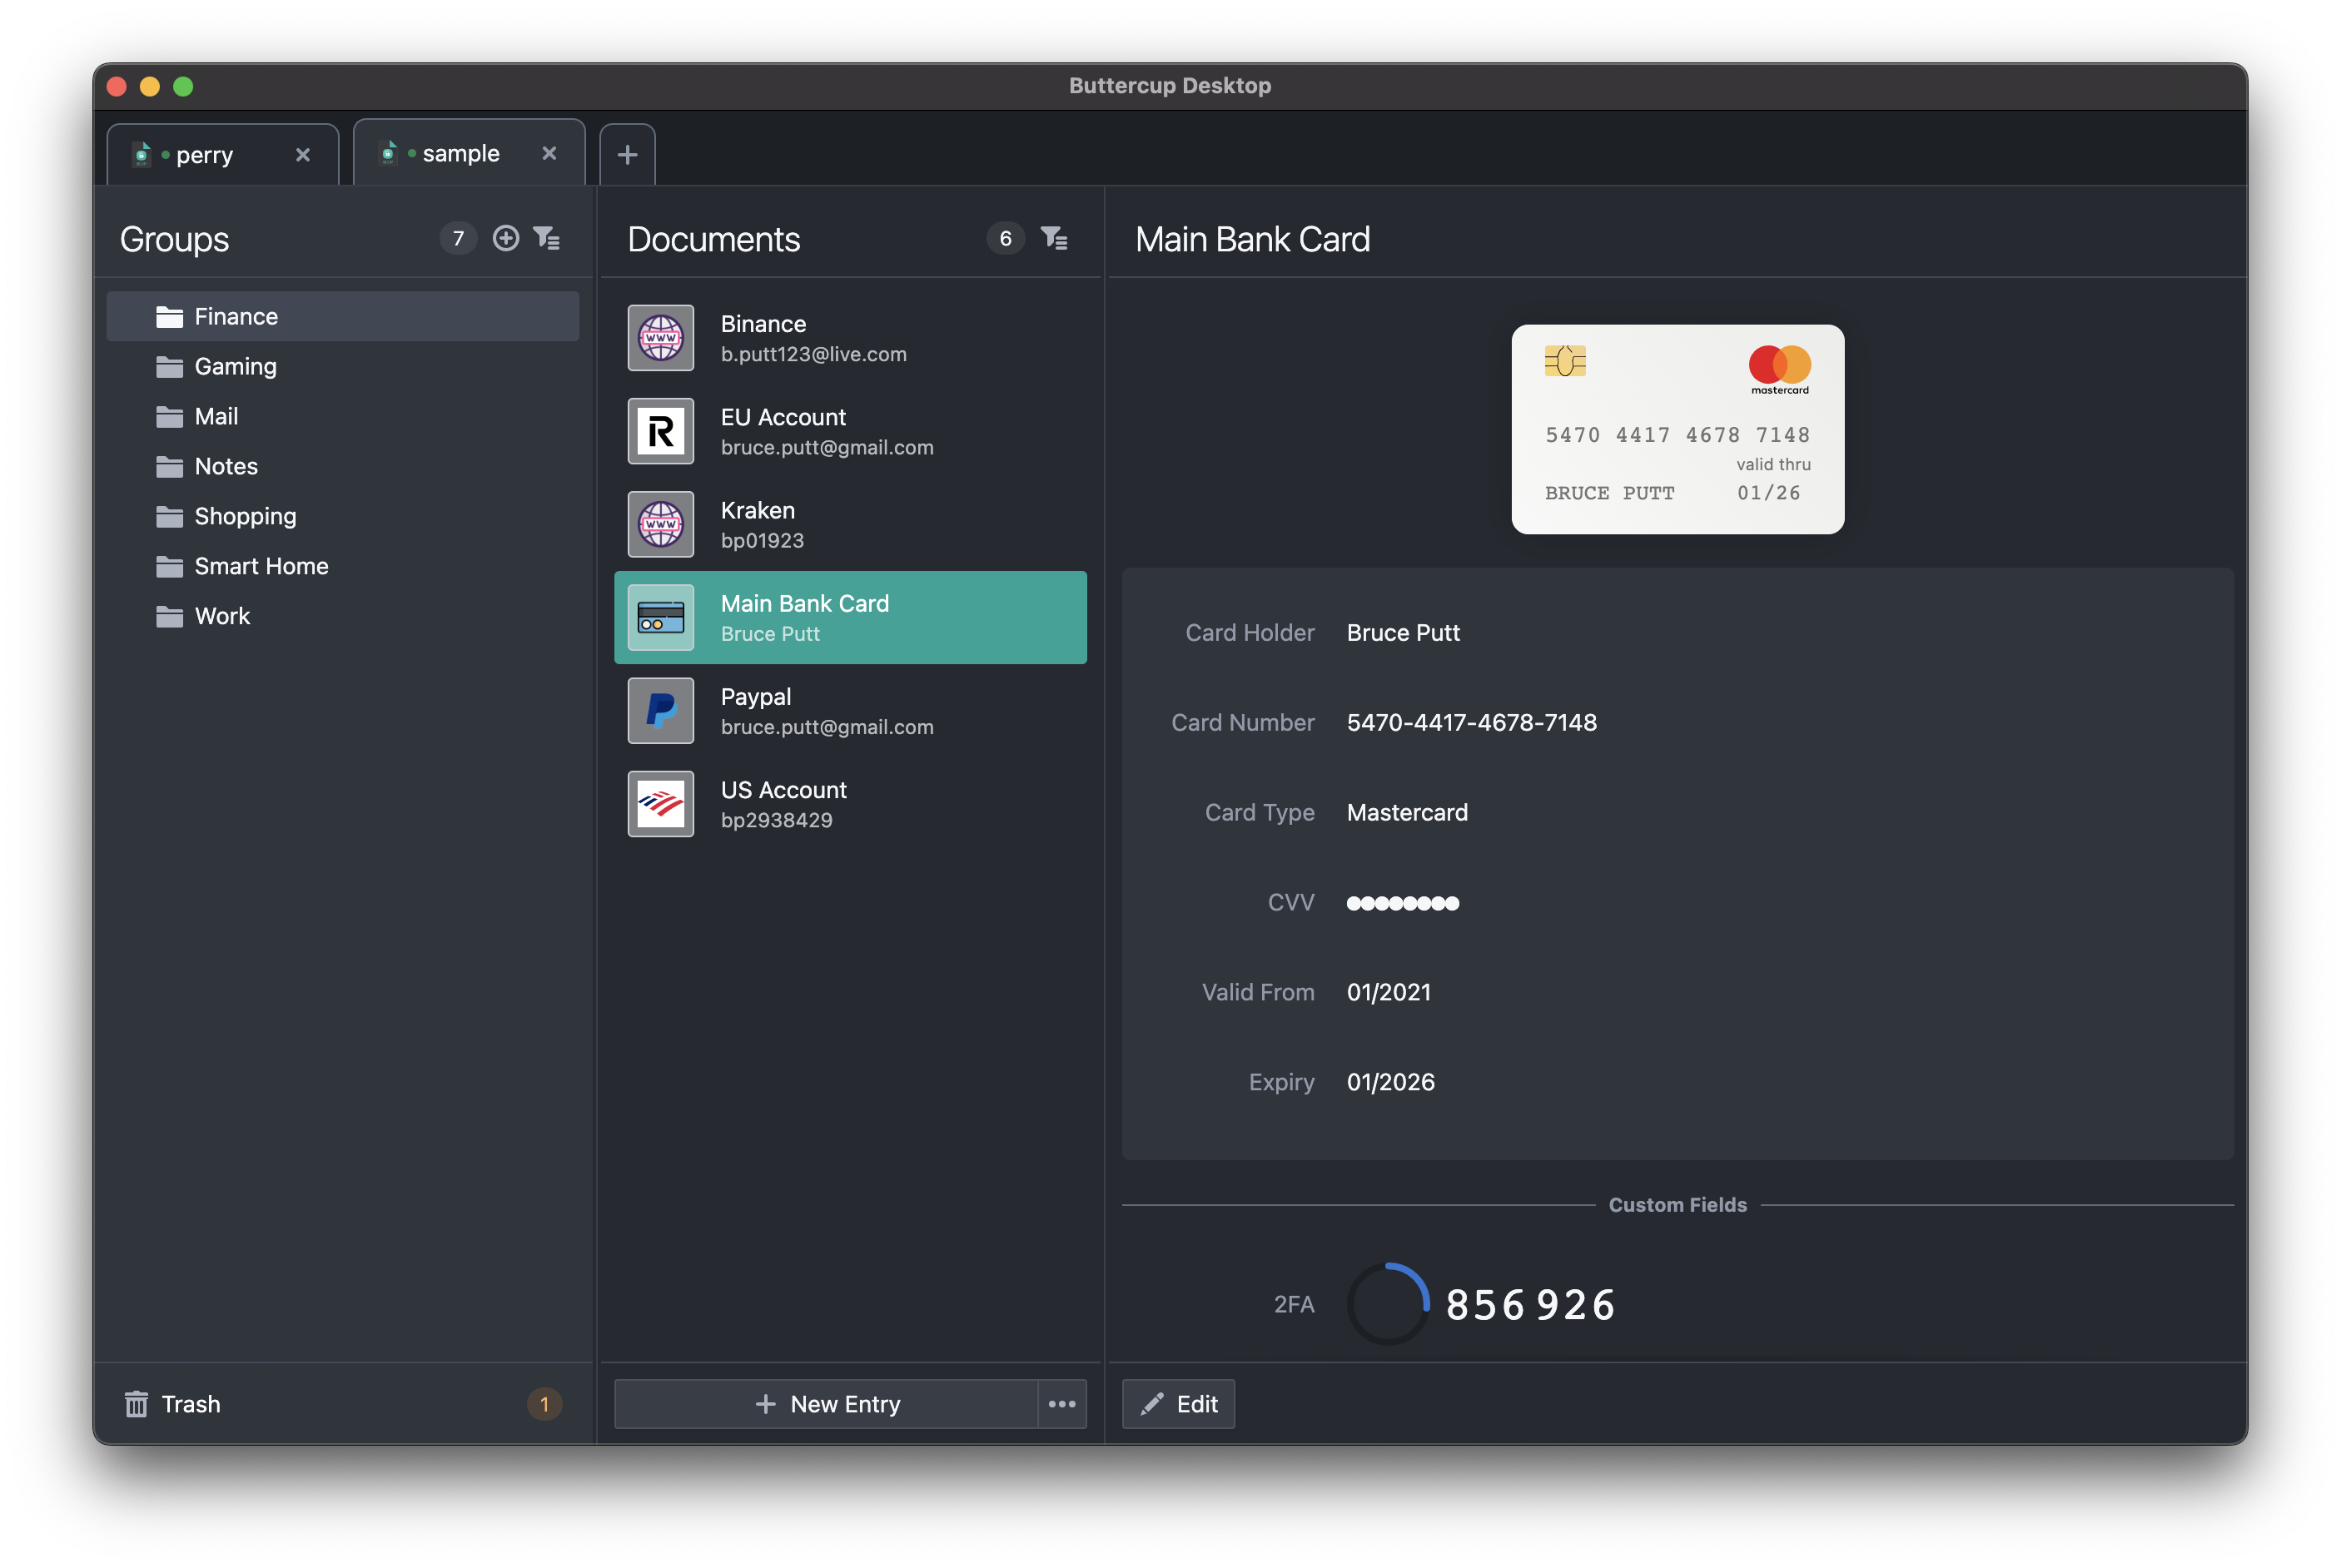 Buttercup Desktop
perry
sample
Groups
7
Finance
Gaming
Mail
Notes
Shopping
Smart Home
Work
Trash
1
Documents
6
WWW
Binance
b.putt123@live.com
R
EU Account
bruce.putt@gmail.com
WWW
Kraken
bp01923
Main Bank Card
Bruce Putt
Paypal
bruce.putt@gmail.com
US Account
bp2938429
New Entry
Main Bank Card
mastercard
5470 4417 4678 7148
valid thru
BRUCE PUTT 01/26
Card Holder Bruce Putt
Card Number 5470-4417-4678-7148
Card Type Mastercard
CVV ●●●●●●●●
Valid From 01/2021
Expiry 01/2026
Custom Fields
2FA 856 926
Edit